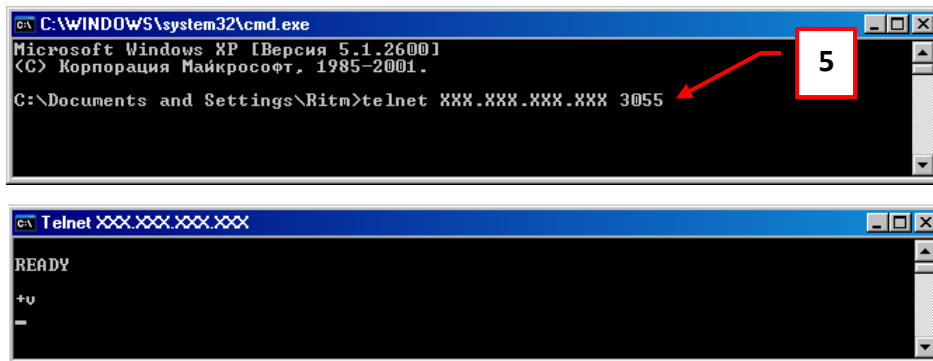 C:\WINDOWS\system32\cmd.exe
Microsoft Windows XP [Версия 5.1.2600]
(C) Корпорация Майкрософт, 1985-2001.
5
C:\Documents and Settings\Ritm>telnet XXX.XXX.XXX.XXX 3055
Telnet XXX.XXX.XXX.XXX
READY
+v